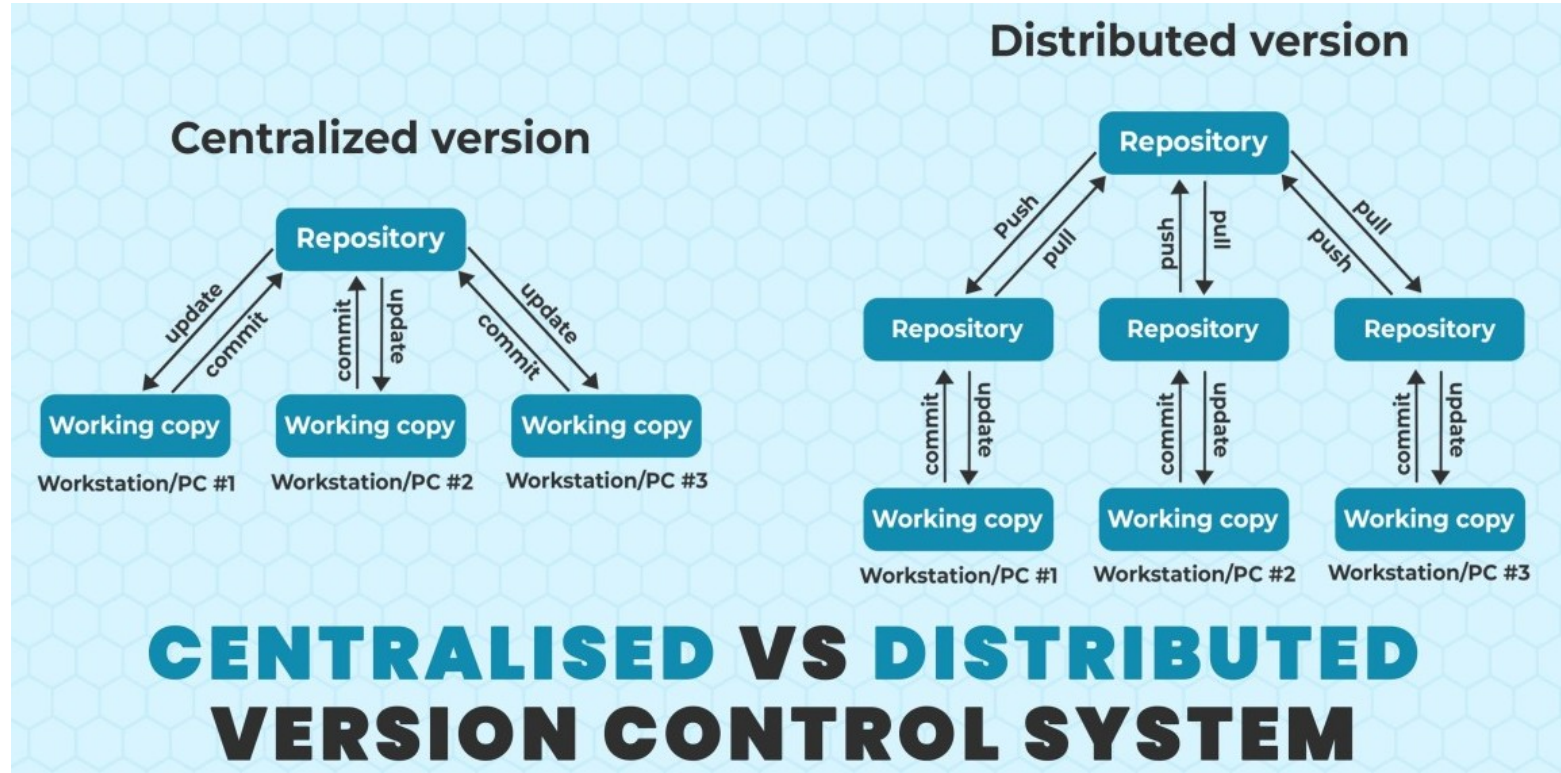 Centralized version
Repository
update
commit
commit
update
update
commit
Working copy
Working copy
Working copy
Workstation/PC #1
Workstation/PC #2
Workstation/PC #3
Distributed version
Repository
Push
pull
push
pull
pull
push
Repository
Repository
Repository
commit
update
commit
update
commit
update
Working copy
Working copy
Working copy
Workstation/PC #1
Workstation/PC #2
Workstation/PC #3
CENTRALISED VS DISTRIBUTED
VERSION CONTROL SYSTEM